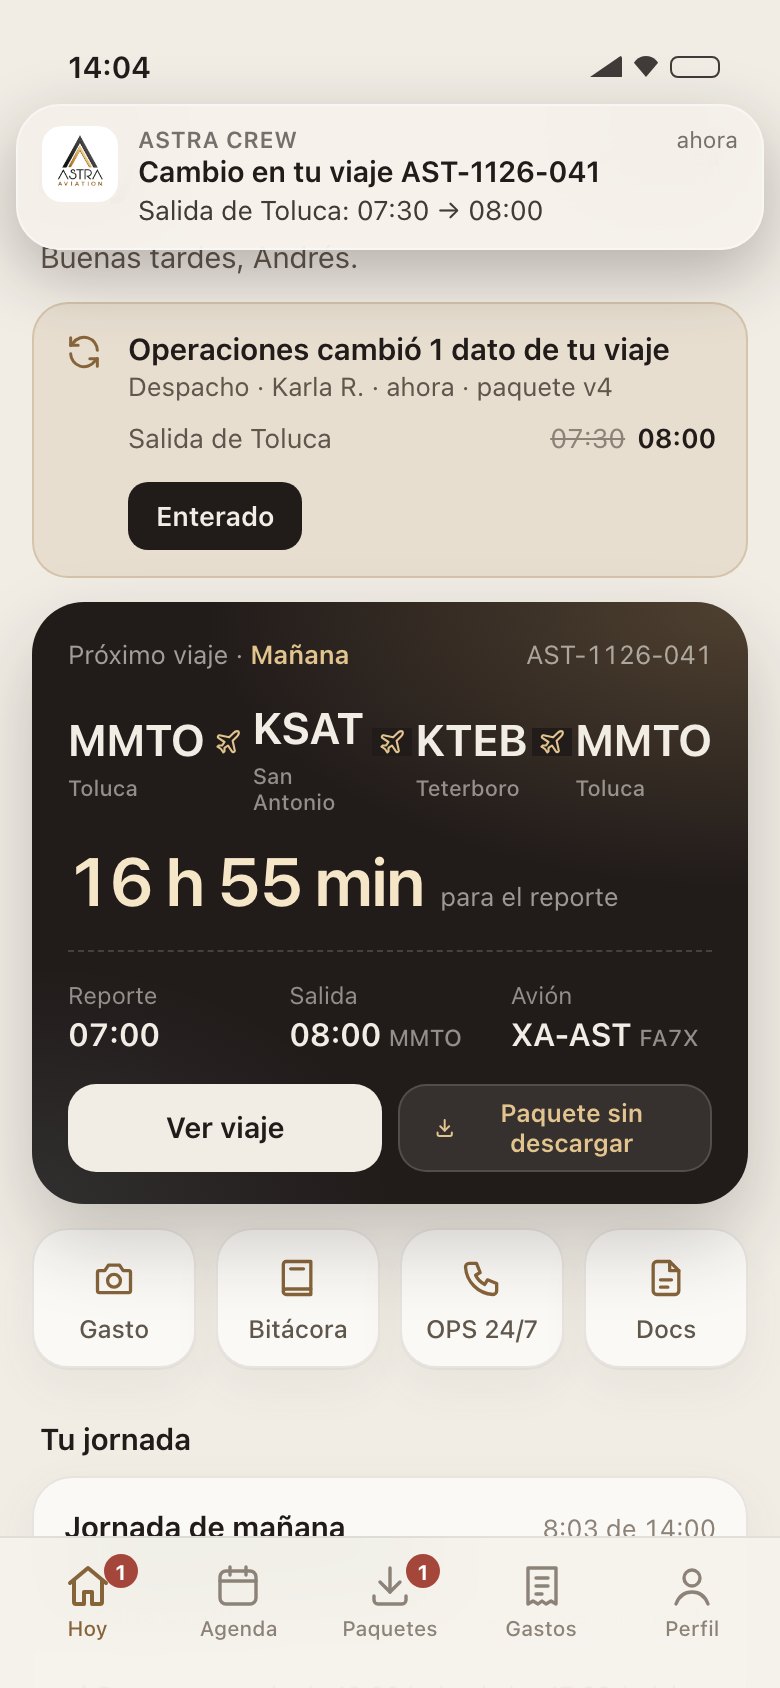 14:04
ASTRA
AVIATION
ASTRA CREW
ahora
Cambio en tu viaje AST-1126-041
Salida de Toluca: 07:30 → 08:00
Buenas tardes, Andrés.
Operaciones cambió 1 dato de tu viaje
Despacho · Karla R. · ahora · paquete v4
Salida de Toluca 07:30 08:00
Enterado
Próximo viaje · Mañana AST-1126-041
MMTO KSAT KTEB MMTO
Toluca San Antonio Teterboro Toluca
16 h 55 min para el reporte
Reporte Salida Avión
07:00 08:00 MMTO XA-AST FA7X
Ver viaje
Paquete sin
descargar
Gasto Bitácora OPS 24/7 Docs
Tu jornada
Jornada de mañana 8:03 de 14:00
1 1
Hoy Agenda Paquetes Gastos Perfil